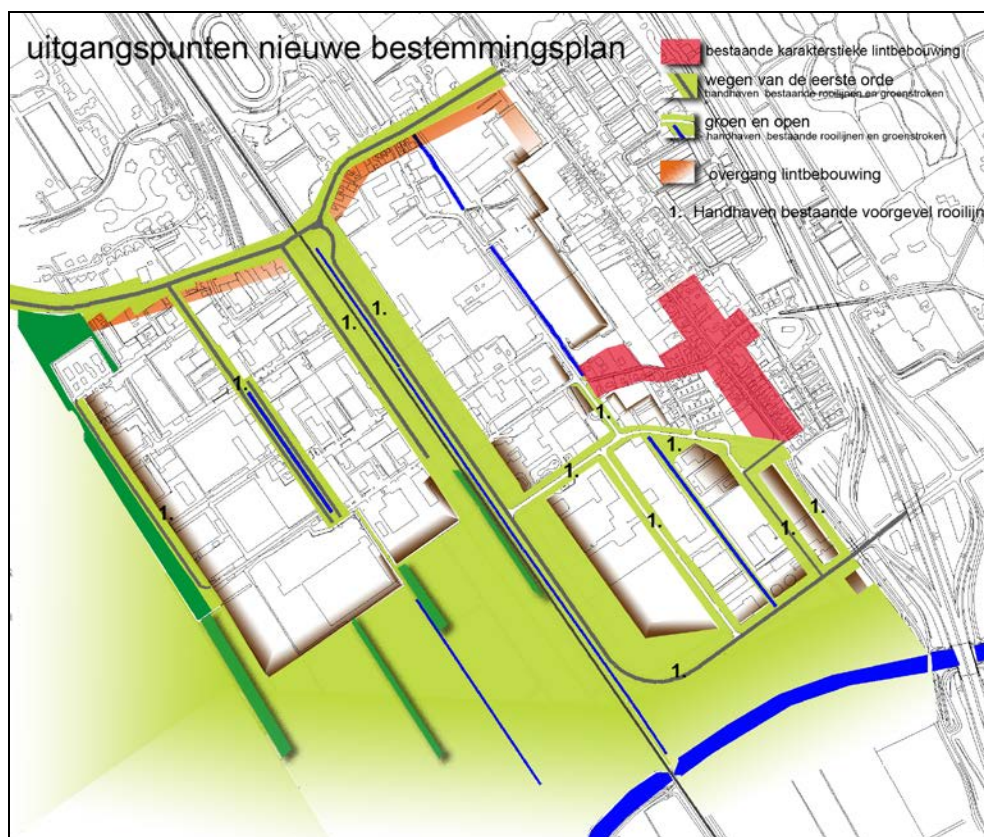 uitgangspunten nieuwe bestemmingsplan
bestaande karakterstieke lintbebouwing
wegen van de eerste orde
handhaven bestaande rooilijnen en groenstroken
groen en open
handhaven bestaande rooilijnen en groenstroken
overgang lintbebouwing
1. Handhaven bestaande voorgevel rooilijn
1.
1.
1.
1.
1.
1.
1.
1.
1.
1.
1.